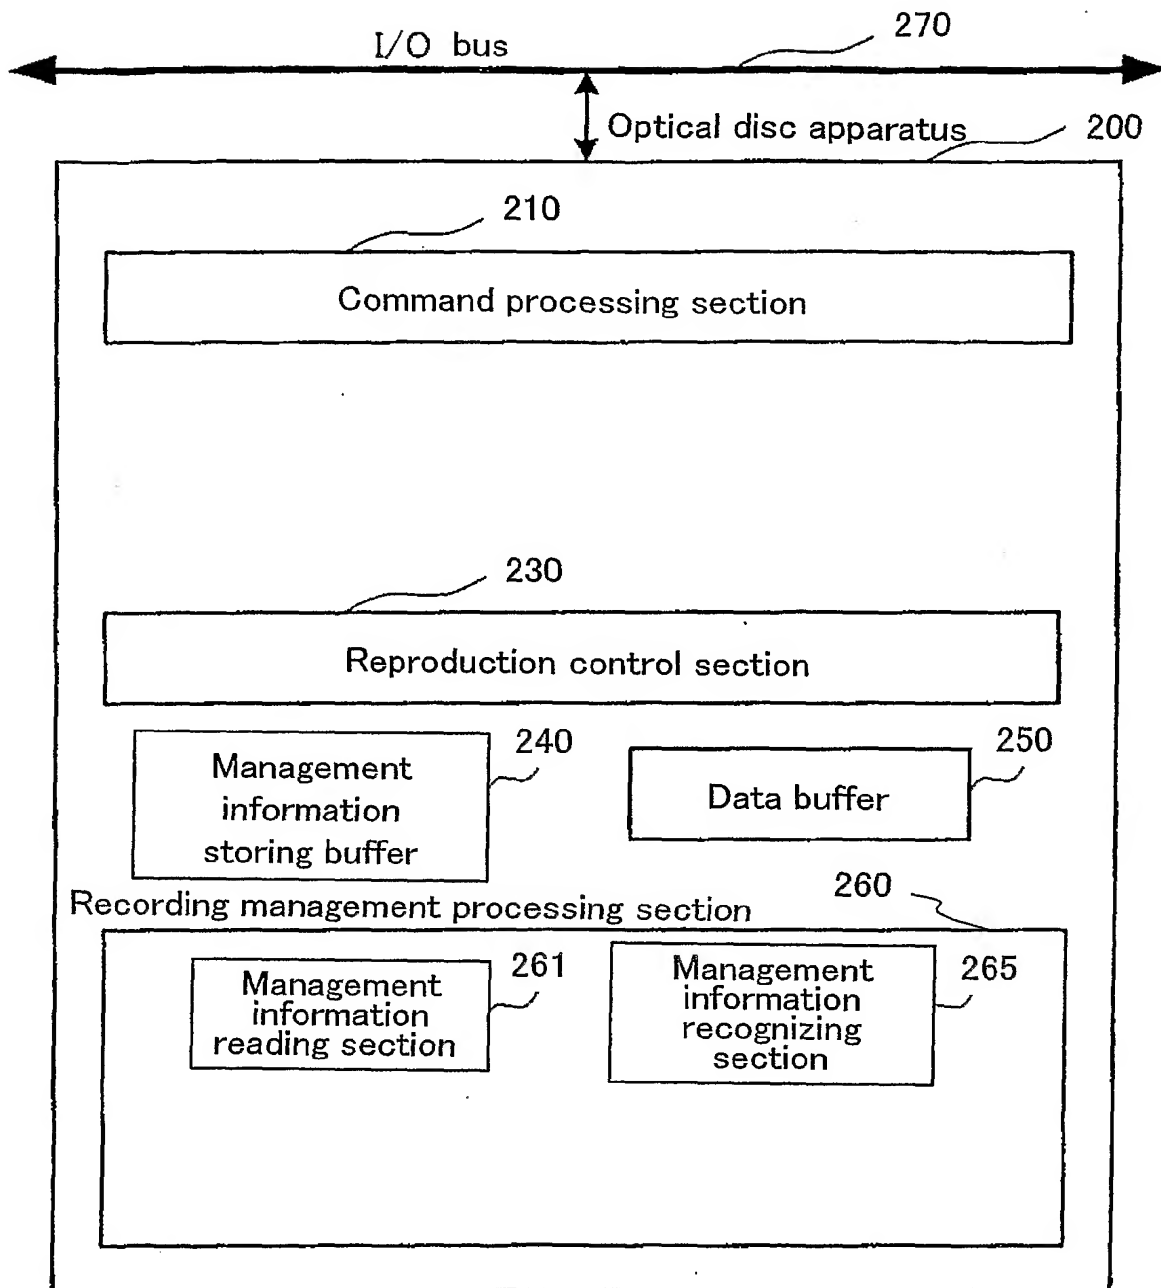 270
I/O bus
Optical disc apparatus 200
210
Command processing section
230
Reproduction control section
240
Management
information
storing buffer
250
Data buffer
260
Recording management processing section
261
Management
information
reading section
265
Management
information
recognizing
section